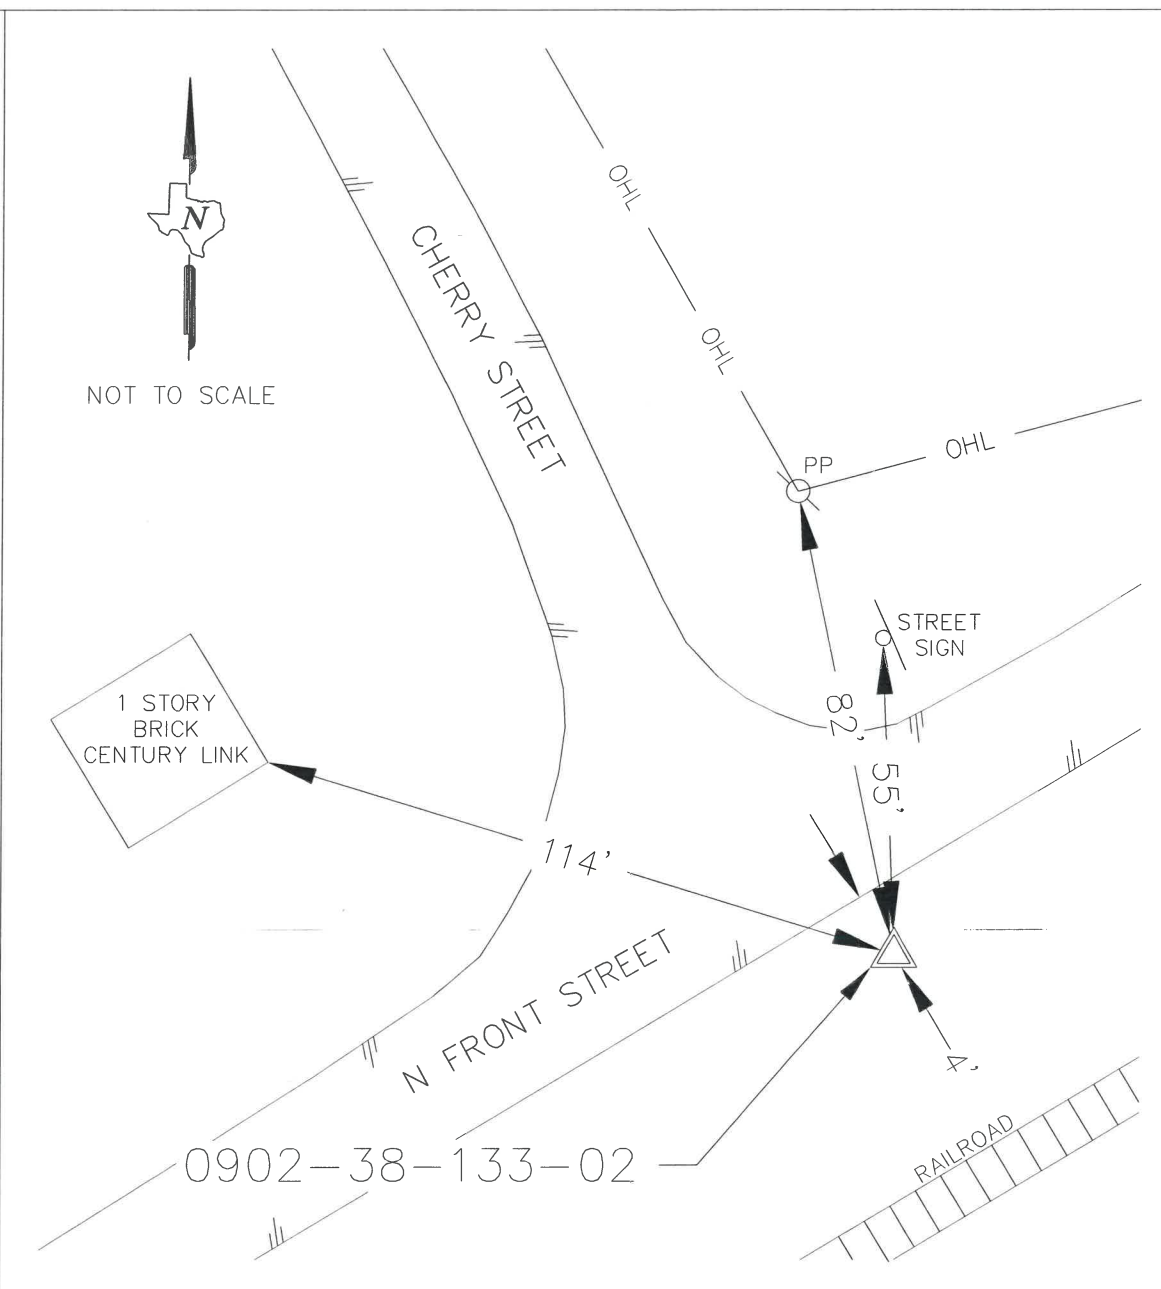 N
NOT TO SCALE
CHERRY STREET
OHL
OHL
OHL
PP
STREET
SIGN
1 STORY
BRICK
CENTURY LINK
82'
55'
114'
N FRONT STREET
4'
0902-38-133-02
RAILROAD